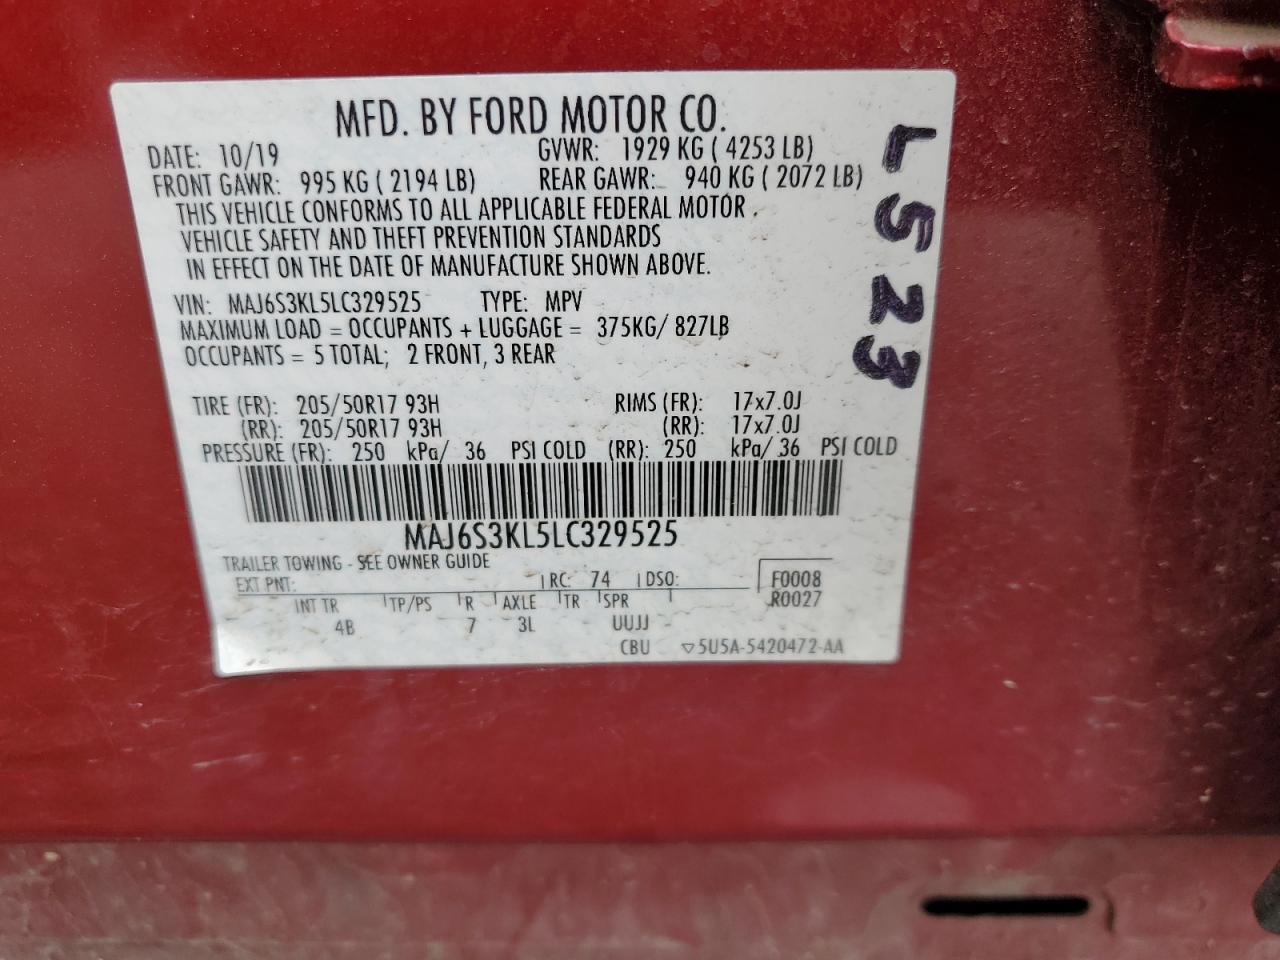 MFD. BY FORD MOTOR CO.
DATE: 10/19 GVWR: 1929 KG ( 4253 LB)
FRONT GAWR: 995 KG ( 2194 LB) REAR GAWR: 940 KG ( 2072 LB)
THIS VEHICLE CONFORMS TO ALL APPLICABLE FEDERAL MOTOR
VEHICLE SAFETY AND THEFT PREVENTION STANDARDS
IN EFFECT ON THE DATE OF MANUFACTURE SHOWN ABOVE.
VIN: MAJ6S3KL5LC329525 TYPE: MPV
MAXIMUM LOAD = OCCUPANTS + LUGGAGE = 375KG/ 827LB
OCCUPANTS = 5 TOTAL; 2 FRONT, 3 REAR
TIRE (FR): 205/50R17 93H RIMS (FR): 17x7.0J
(RR): 205/50R17 93H (RR): 17x7.0J
PRESSURE (FR): 250 kPa/ 36 PSI COLD (RR): 250 kPa/ 36 PSI COLD
MAJ6S3KL5LC329525
TRAILER TOWING - SEE OWNER GUIDE
EXT PNT: RC: 74 DSO: F0008
INT TR TP/PS R AXLE TR SPR R0027
4B 7 3L UUJJ
CBU ▽5U5A-5420472-AA
L523